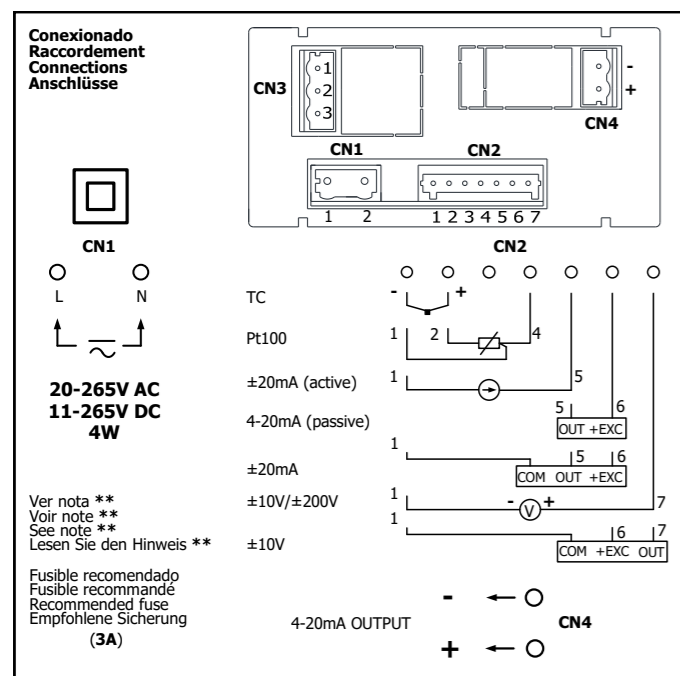 Conexionado
Raccordement
Connections
Anschlüsse
CN3
1
2
3
-
+
CN4
CN1 CN2
1 2 1 2 3 4 5 6 7
CN1 CN2
L N
TC - +
Pt100 1 2 4
20-265V AC
11-265V DC
4W
±20mA (active) 1 5
4-20mA (passive) 5 6
OUT +EXC
±20mA 1 5 6
COM OUT +EXC
±10V/±200V 1 - V + 7
±10V 1 6 7
COM +EXC OUT
Ver nota **
Voir note **
See note **
Lesen Sie den Hinweis **
Fusible recomendado
Fusible recommandé
Recommended fuse
Empfohlene Sicherung
(3A)
4-20mA OUTPUT - + CN4